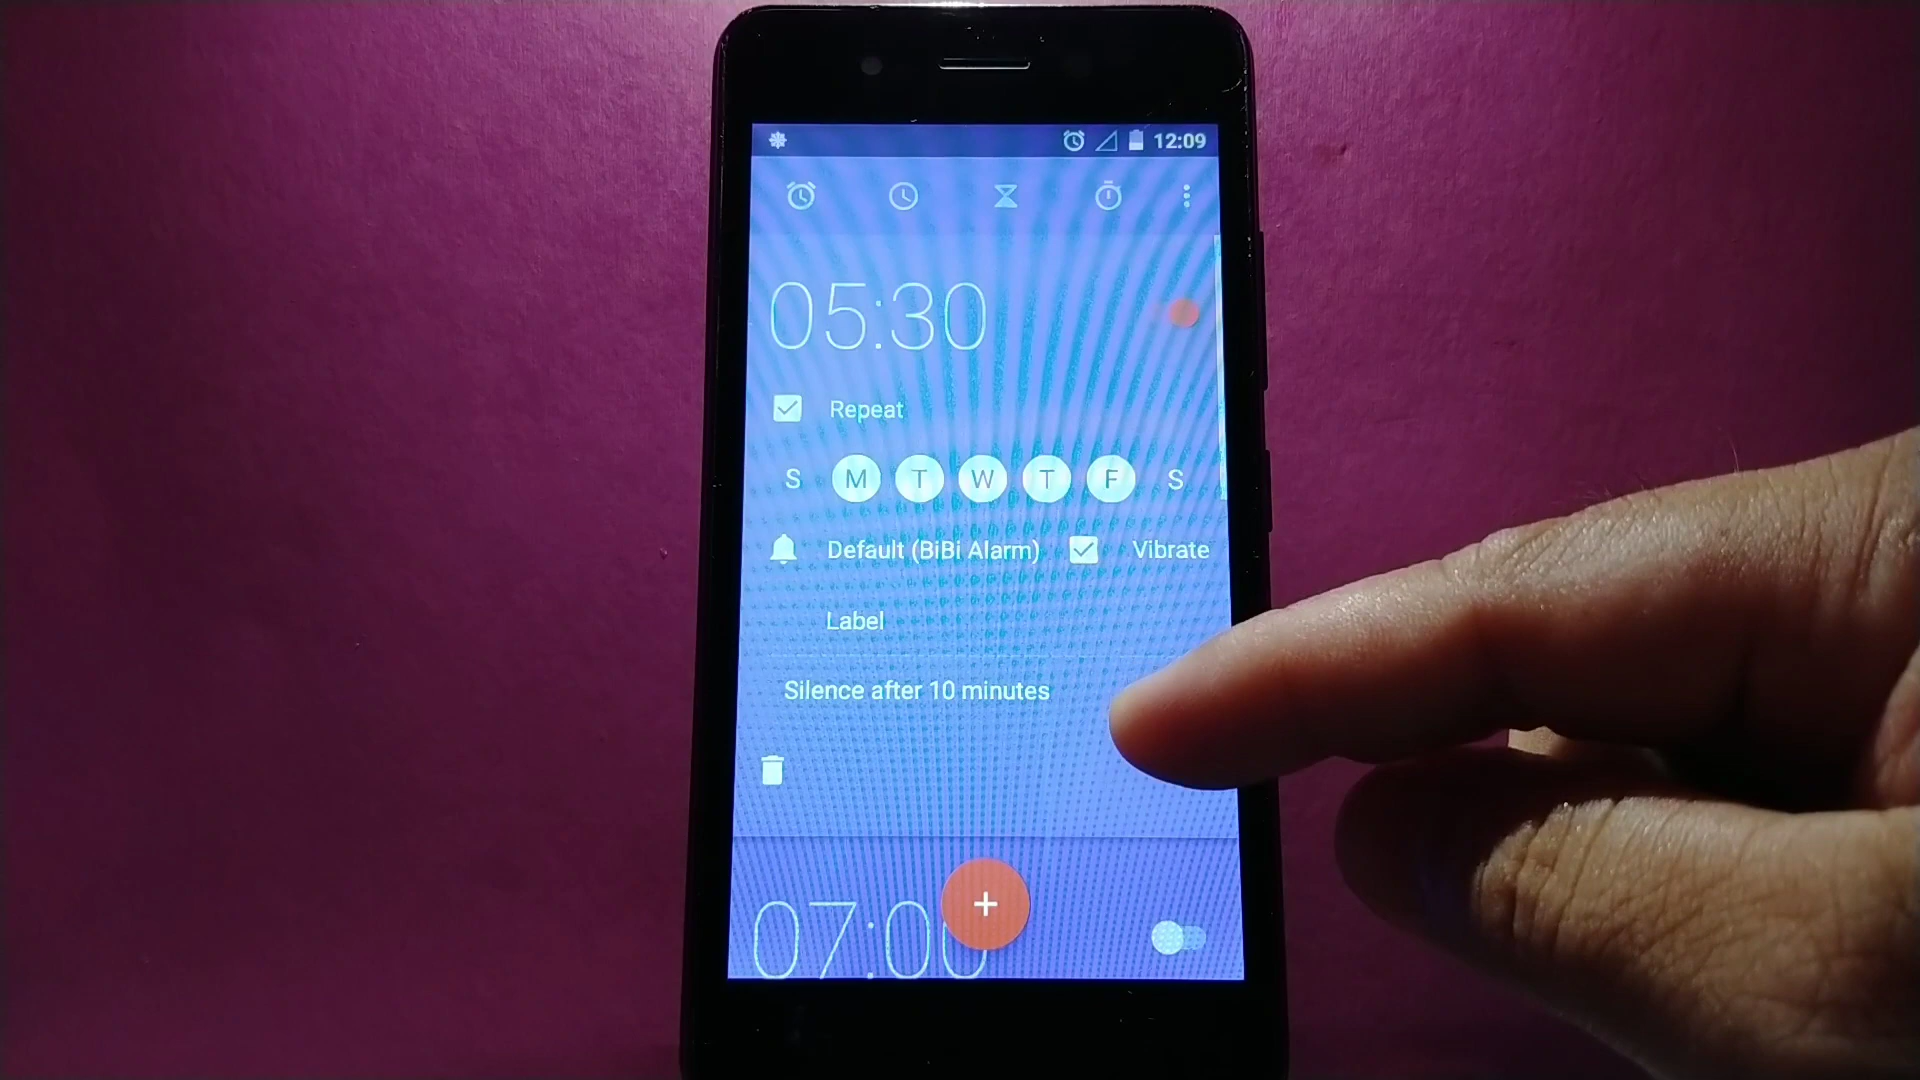 12:09
05:30
Repeat
S M T W T F S
Default (BiBi Alarm) Vibrate
Label
Silence after 10 minutes
+
07:00